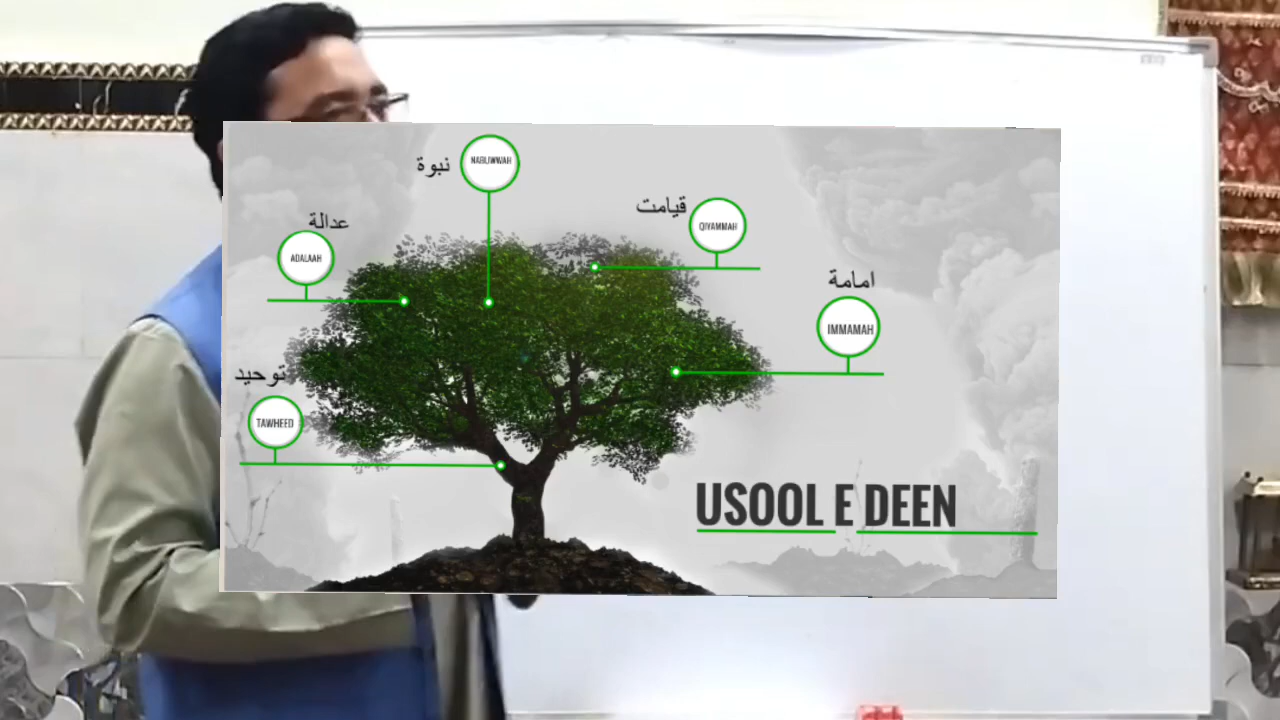 نبوة
NABUWWAH
قيامت
QIYAMMAH
عدالة
ADALAAH
امامة
IMMAMAH
توحيد
TAWHEED
USOOL E DEEN